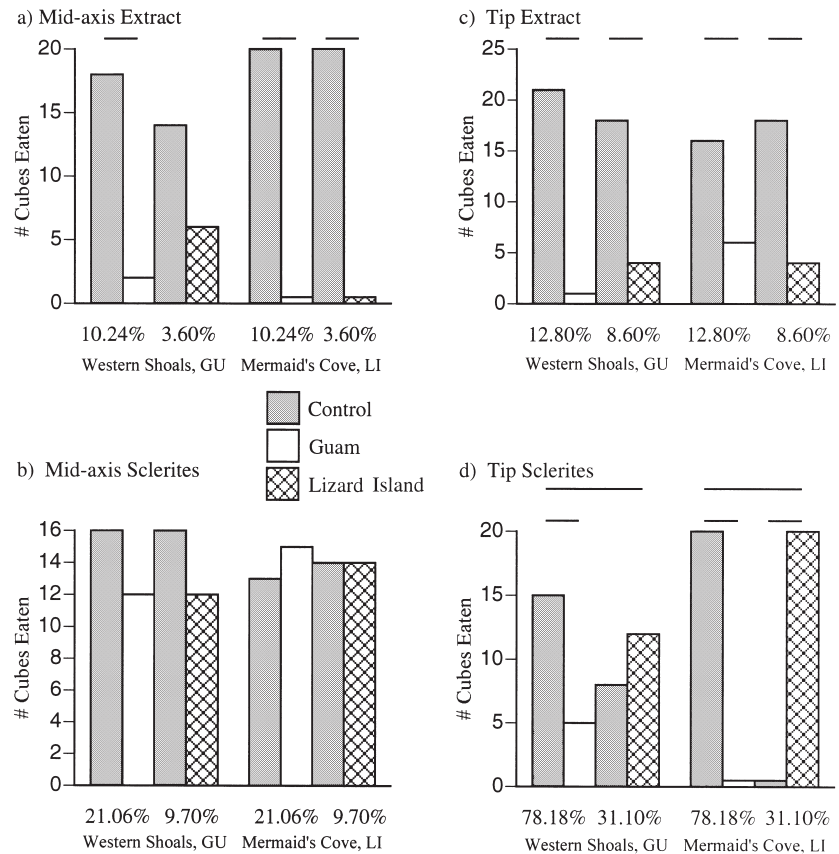 a) Mid-axis Extract
# Cubes Eaten
20
15
10
5
0
10.24% 3.60% 10.24% 3.60%
Western Shoals, GU Mermaid's Cove, LI
c) Tip Extract
# Cubes Eaten
25
20
15
10
5
0
12.80% 8.60% 12.80% 8.60%
Western Shoals, GU Mermaid's Cove, LI
Control
Guam
Lizard Island
b) Mid-axis Sclerites
# Cubes Eaten
16
14
12
10
8
6
4
2
0
21.06% 9.70% 21.06% 9.70%
Western Shoals, GU Mermaid's Cove, LI
d) Tip Sclerites
# Cubes Eaten
20
15
10
5
0
78.18% 31.10% 78.18% 31.10%
Western Shoals, GU Mermaid's Cove, LI